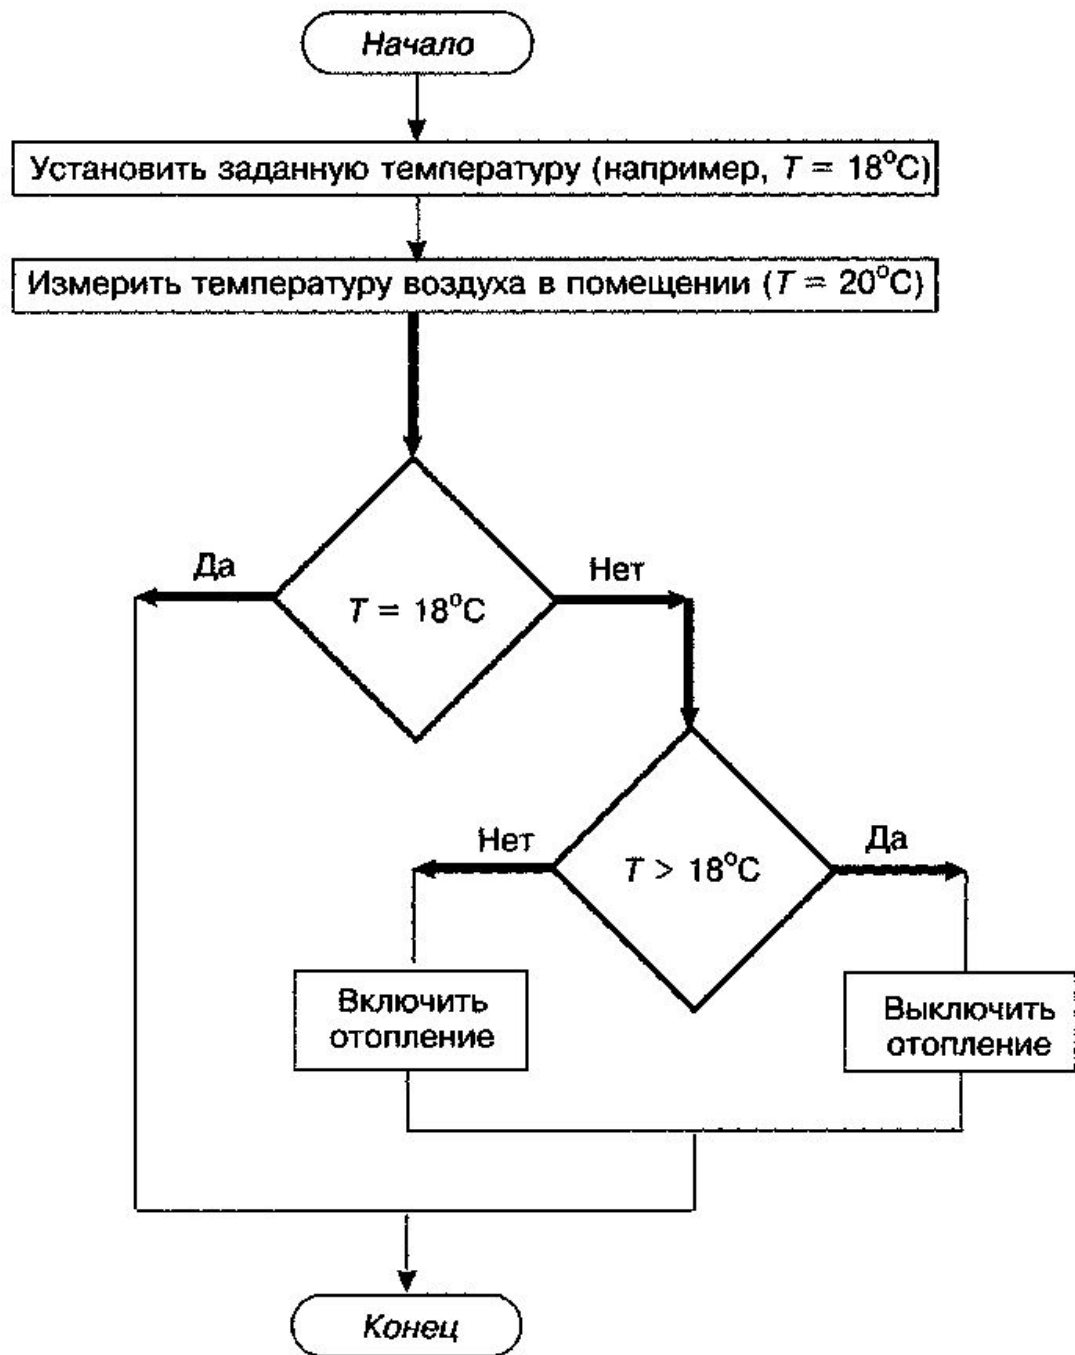 Начало
Установить заданную температуру (например, T = 18°C)
Измерить температуру воздуха в помещении (T = 20°C)
Да
Нет
T = 18°C
Нет
Да
T > 18°C
Включить
отопление
Выключить
отопление
Конец